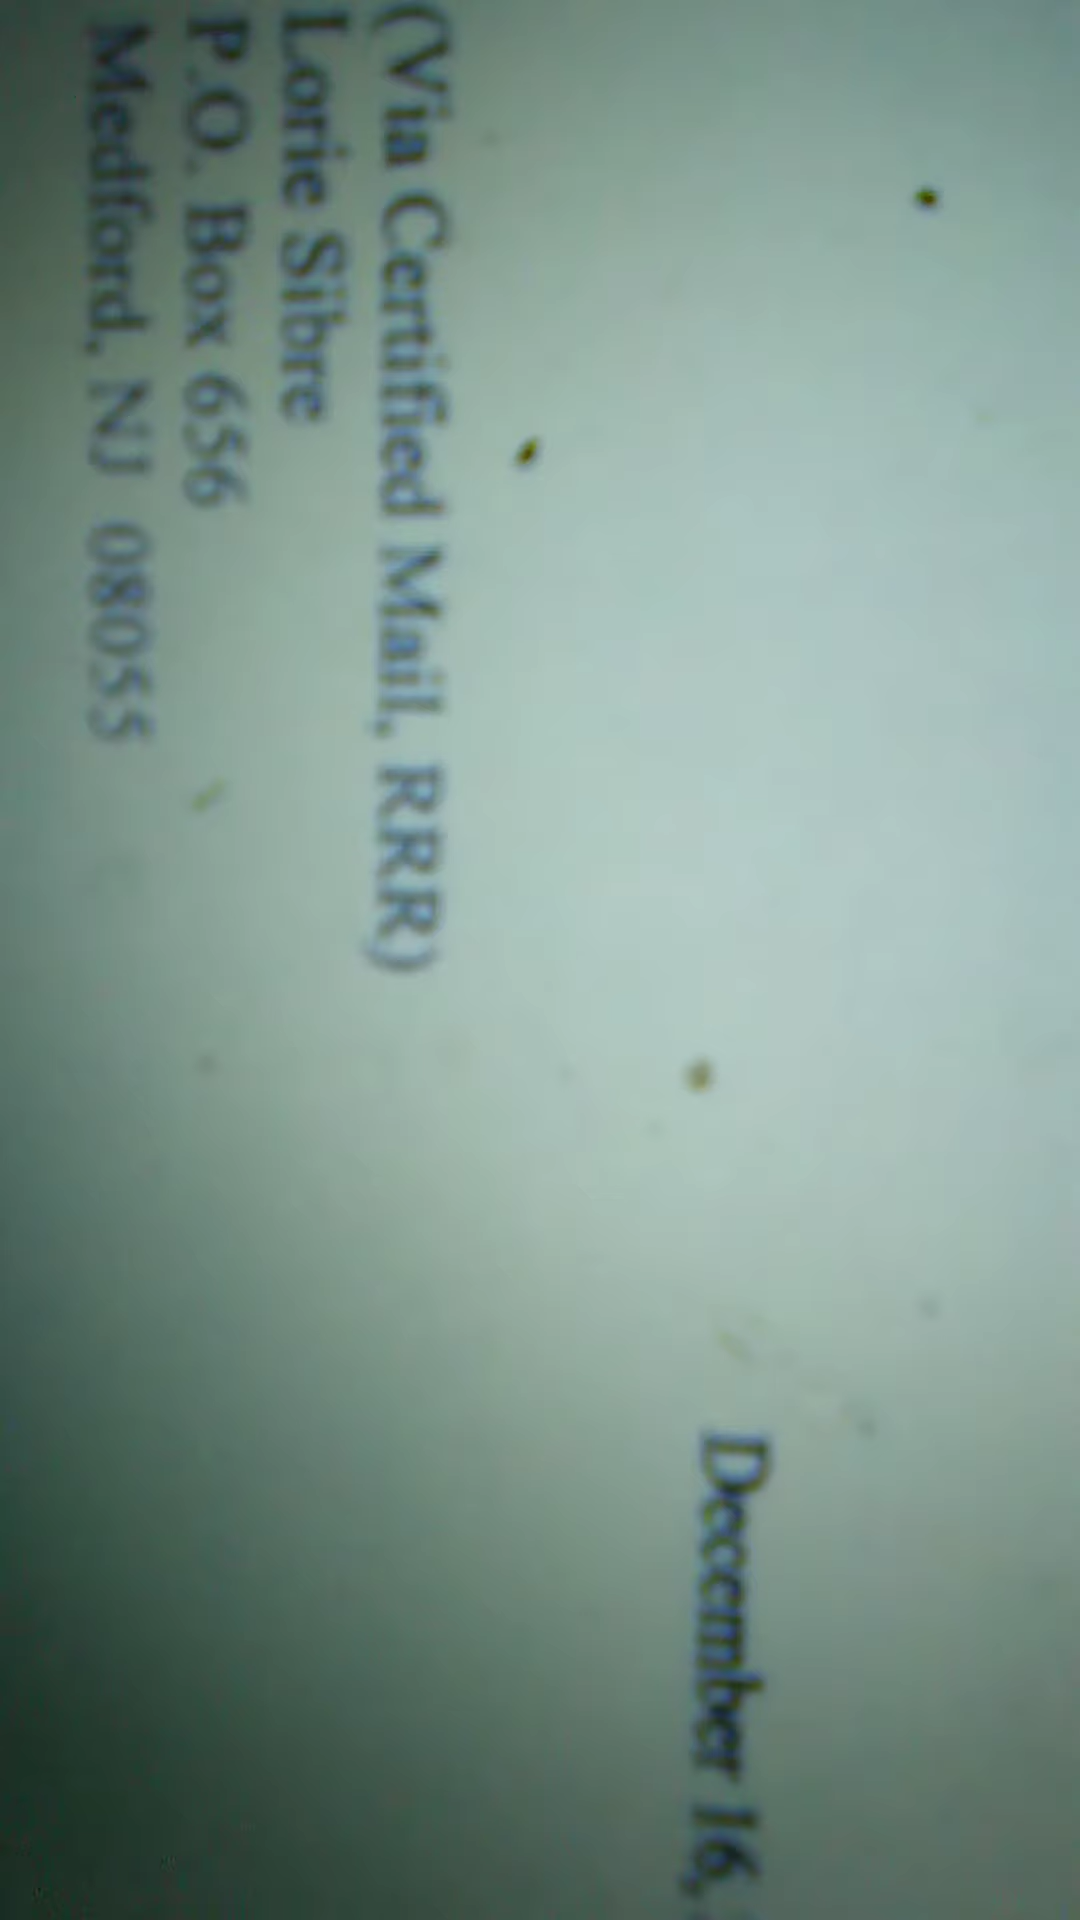 December 16,
(Via Certified Mail, RRR)
Lorie Sibre
P.O. Box 656
Medford, NJ 08055